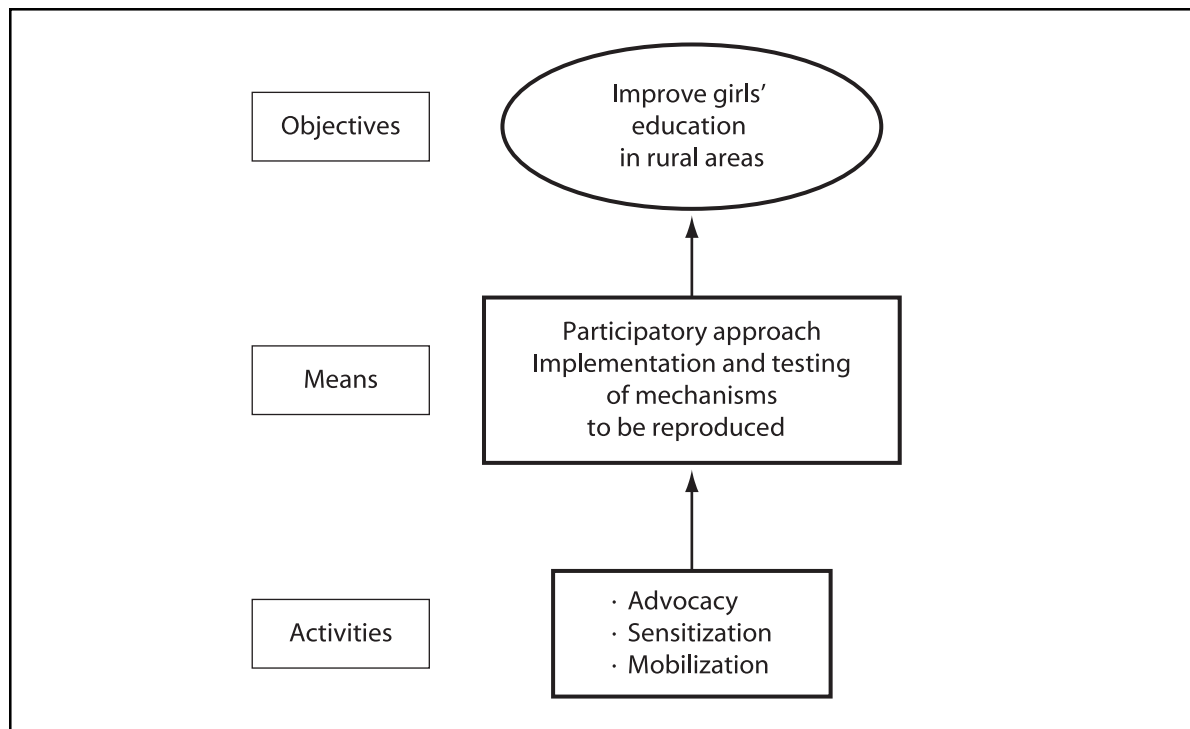 Objectives
Improve girls’
education
in rural areas
Means
Participatory approach
Implementation and testing
of mechanisms
to be reproduced
Activities
· Advocacy
· Sensitization
· Mobilization